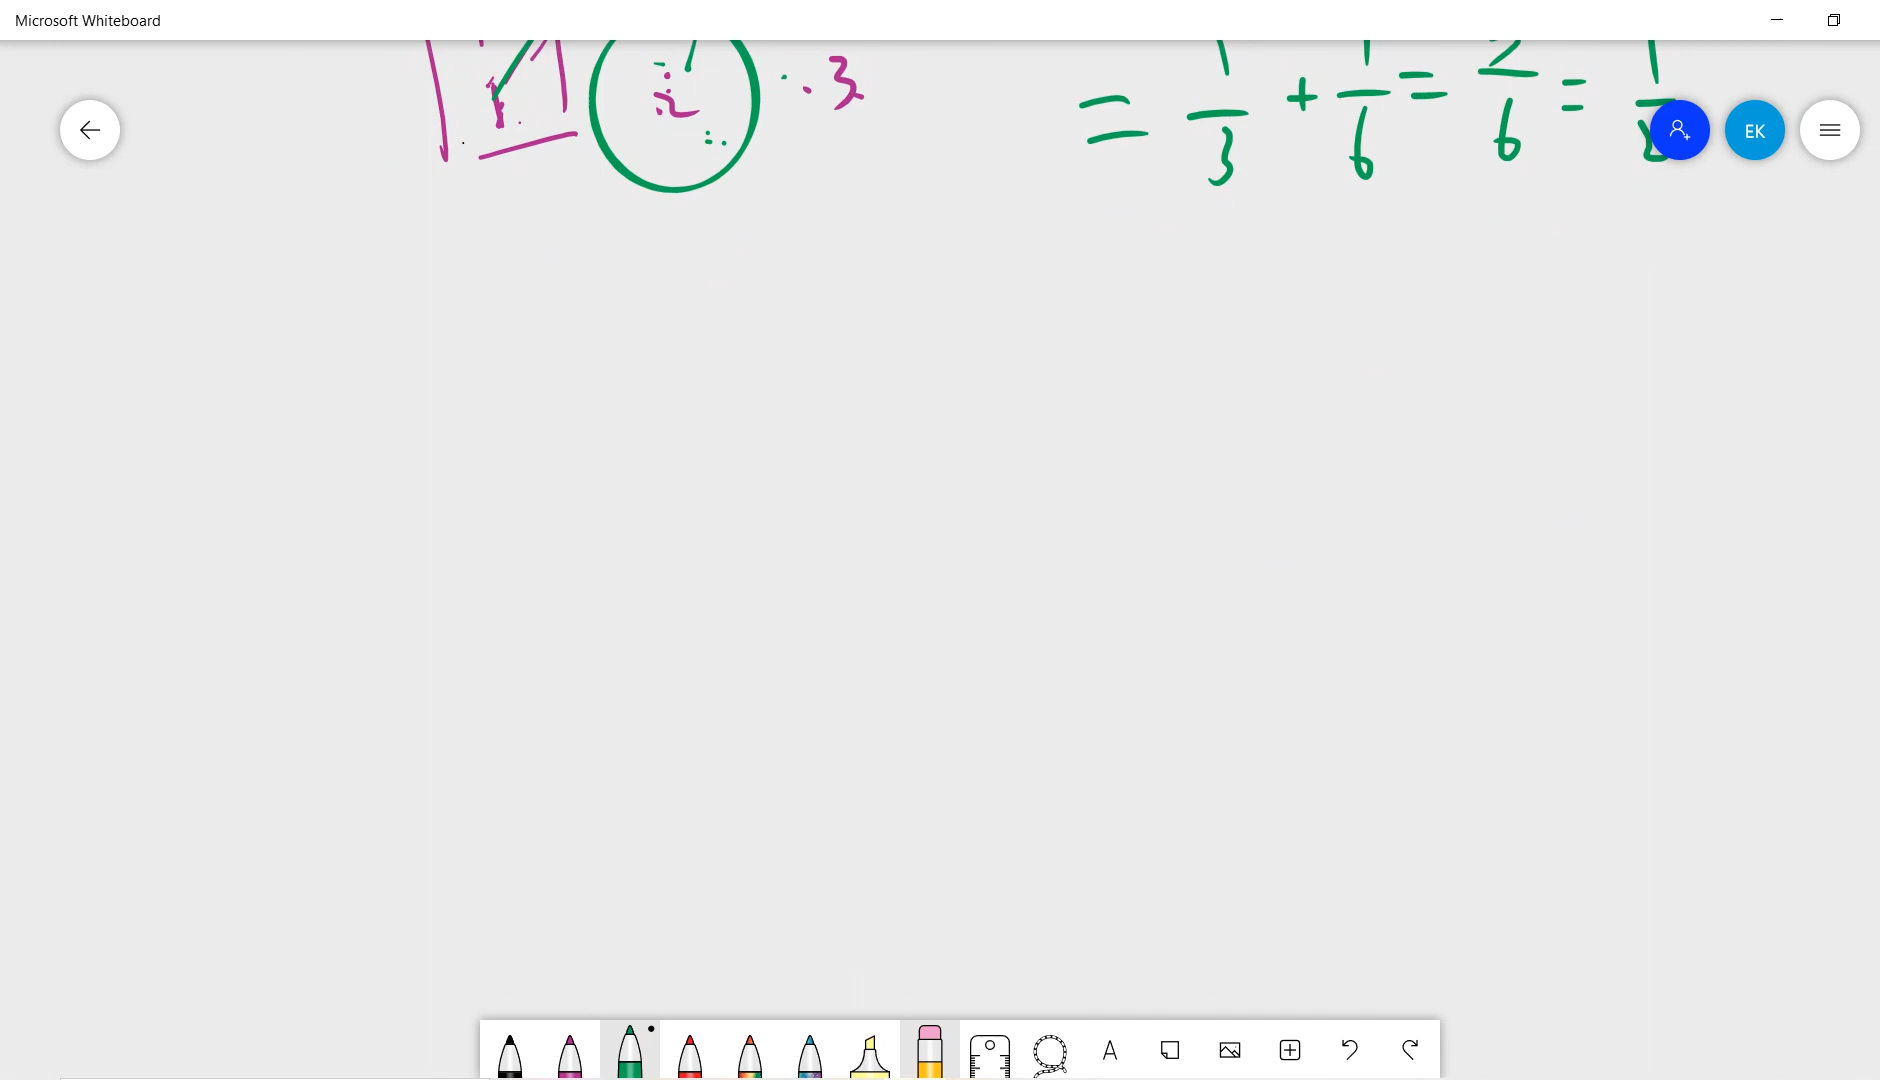 Microsoft Whiteboard
3
= 1/3 + 1/6 = 2/6 = 1/2
EK
A